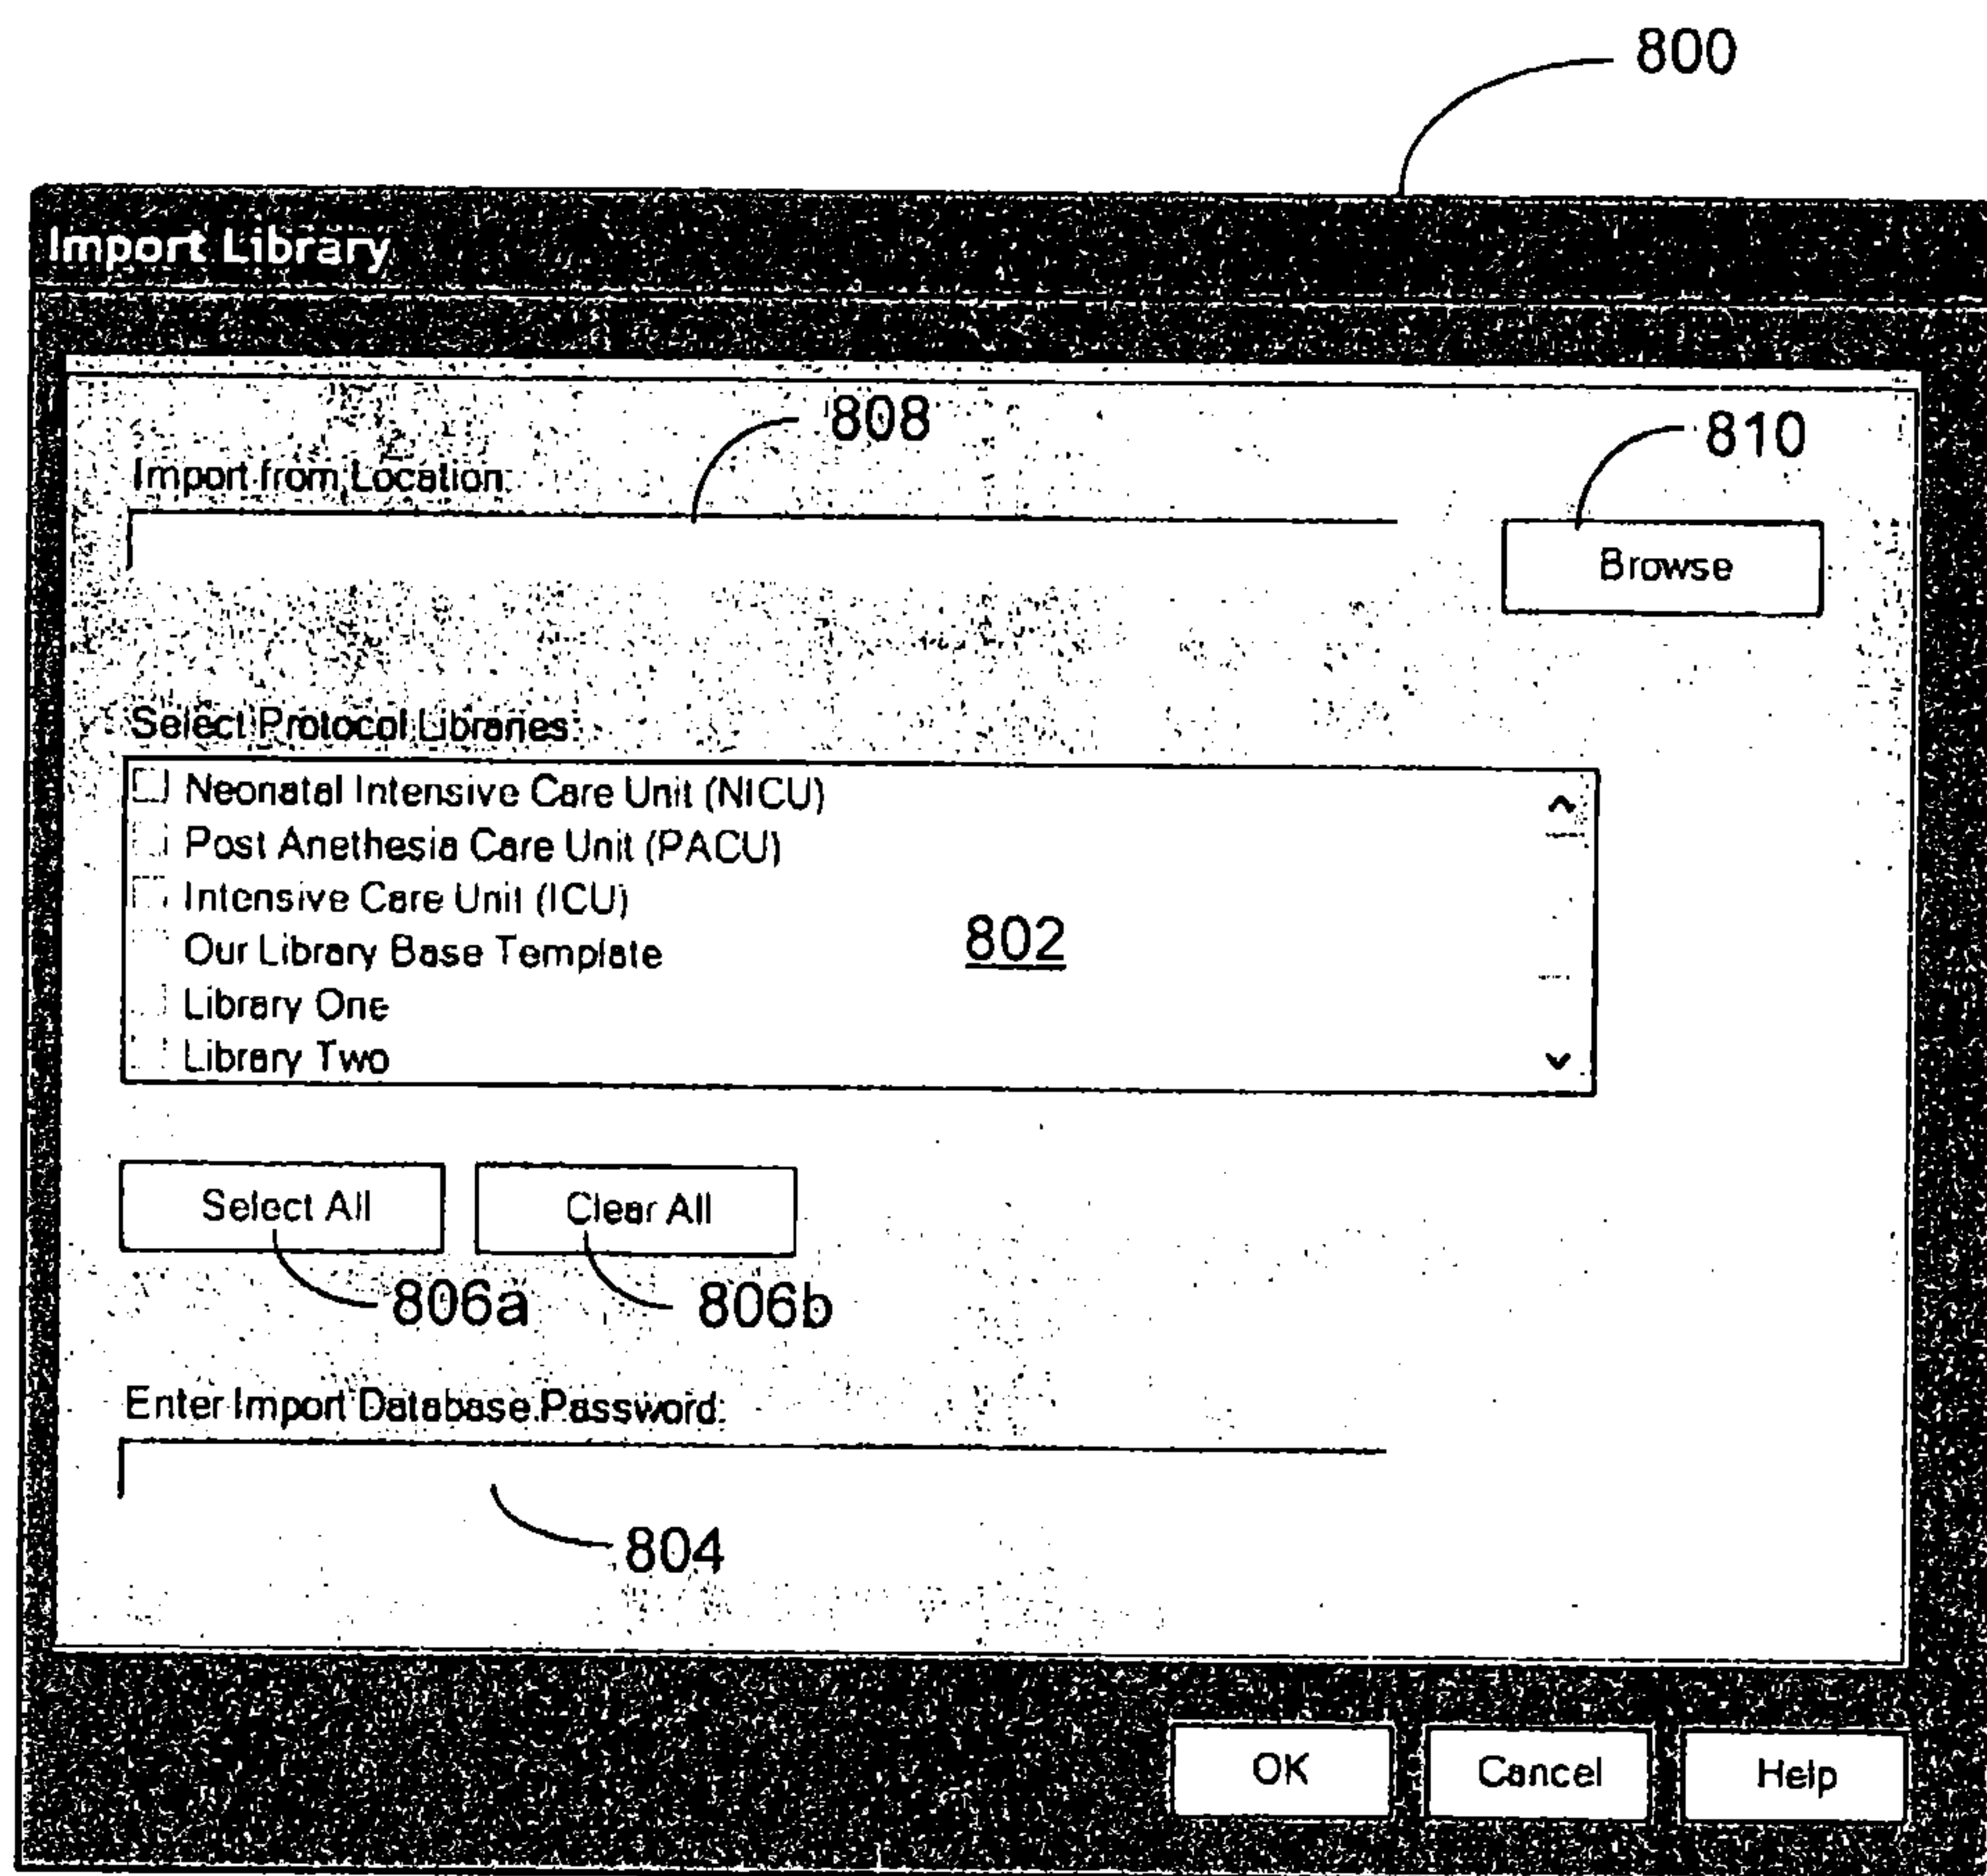 800
Import Library
808
810
Import from Location:
Browse
Select Protocol Libraries:
Neonatal Intensive Care Unit (NICU)
Post Anethesia Care Unit (PACU)
Intensive Care Unit (ICU)
802
Our Library Base Template
Library One
Library Two
Select All
Clear All
806a
806b
Enter Import Database Password:
804
OK
Cancel
Help